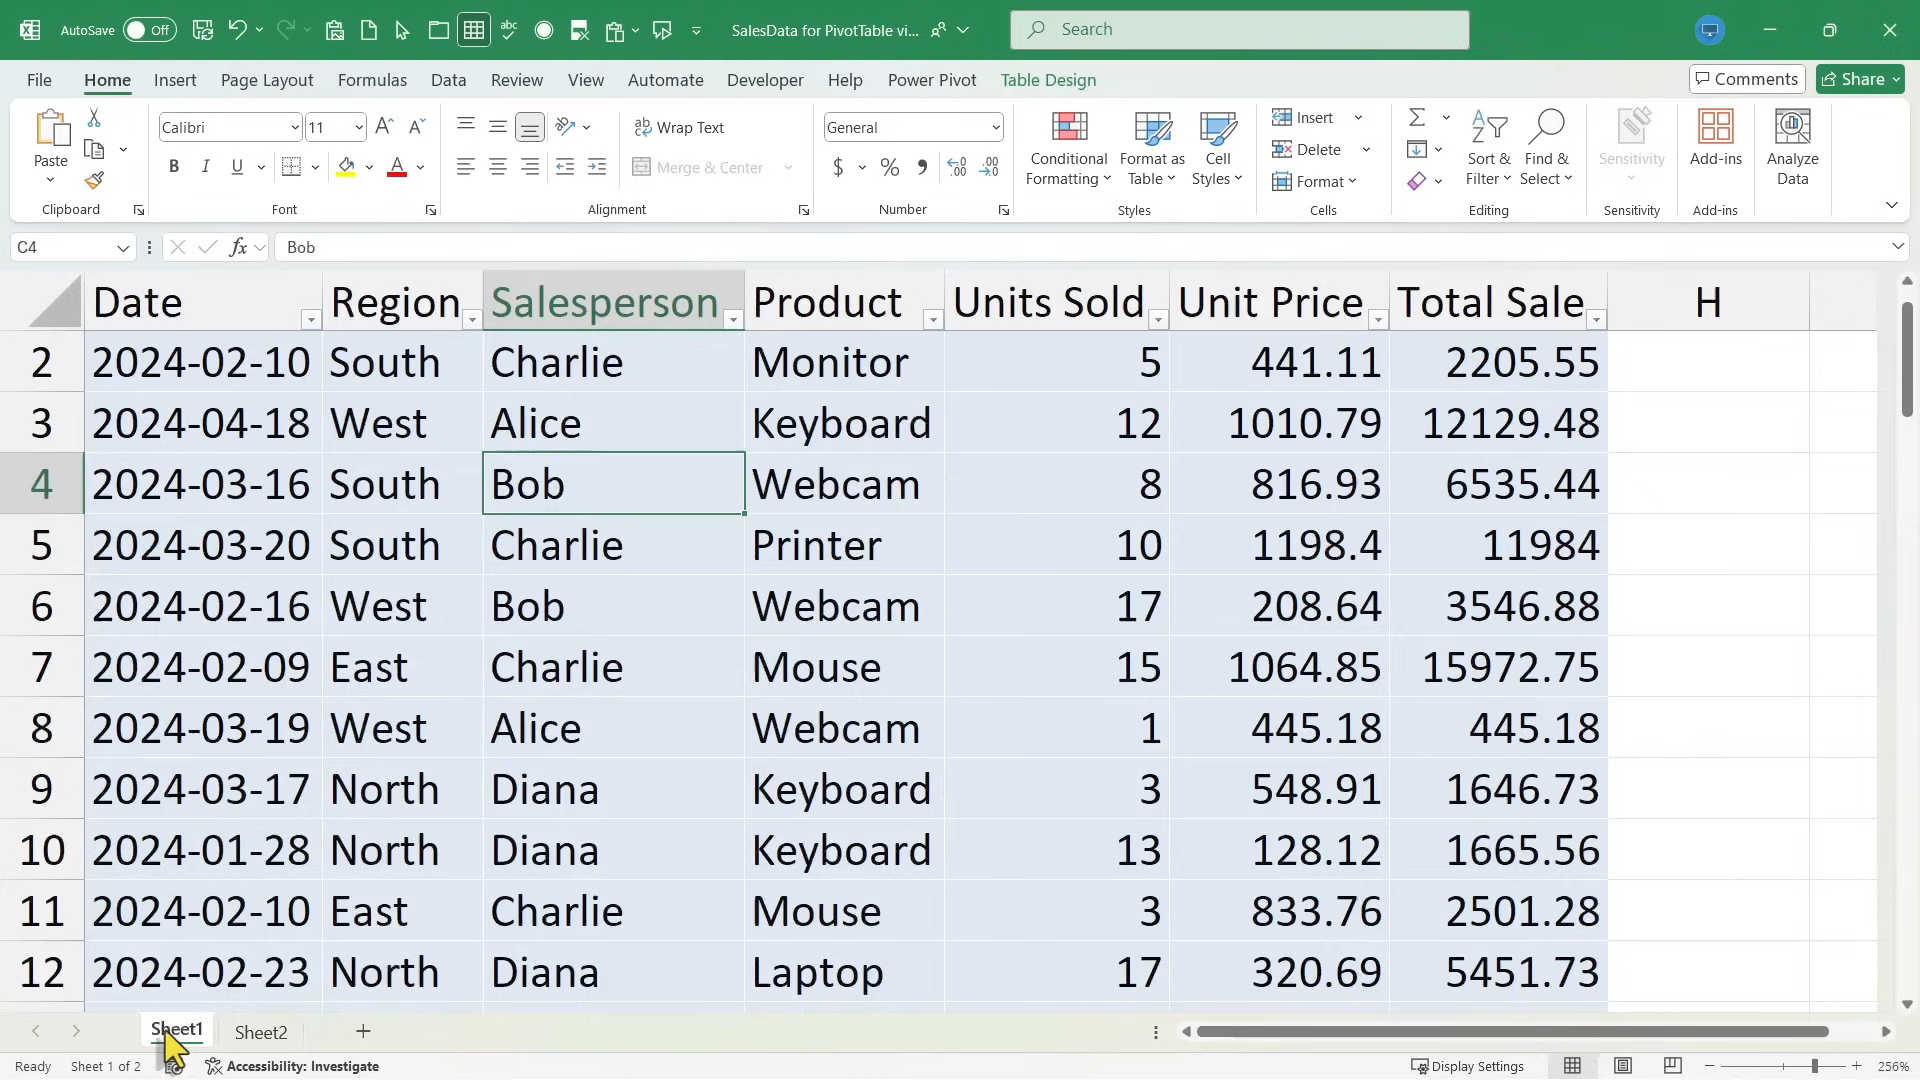 AutoSave Off SalesData for PivotTable vi... Search
File Home Insert Page Layout Formulas Data Review View Automate Developer Help Power Pivot Table Design Comments Share
Paste Calibri 11 Wrap Text General Conditional Formatting Format as Table Cell Styles Insert Sort & Filter Find & Select Sensitivity Add-ins Analyze Data
B I U A Merge & Center $ % Delete
Format
Clipboard Font Alignment Number Styles Cells Editing Sensitivity Add-ins
C4 fx Bob
Date Region Salesperson Product Units Sold Unit Price Total Sale H
2 2024-02-10 South Charlie Monitor 5 441.11 2205.55
3 2024-04-18 West Alice Keyboard 12 1010.79 12129.48
4 2024-03-16 South Bob Webcam 8 816.93 6535.44
5 2024-03-20 South Charlie Printer 10 1198.4 11984
6 2024-02-16 West Bob Webcam 17 208.64 3546.88
7 2024-02-09 East Charlie Mouse 15 1064.85 15972.75
8 2024-03-19 West Alice Webcam 1 445.18 445.18
9 2024-03-17 North Diana Keyboard 3 548.91 1646.73
10 2024-01-28 North Diana Keyboard 13 128.12 1665.56
11 2024-02-10 East Charlie Mouse 3 833.76 2501.28
12 2024-02-23 North Diana Laptop 17 320.69 5451.73
Sheet1 Sheet2
Ready Sheet 1 of 2 Accessibility: Investigate Display Settings 256%